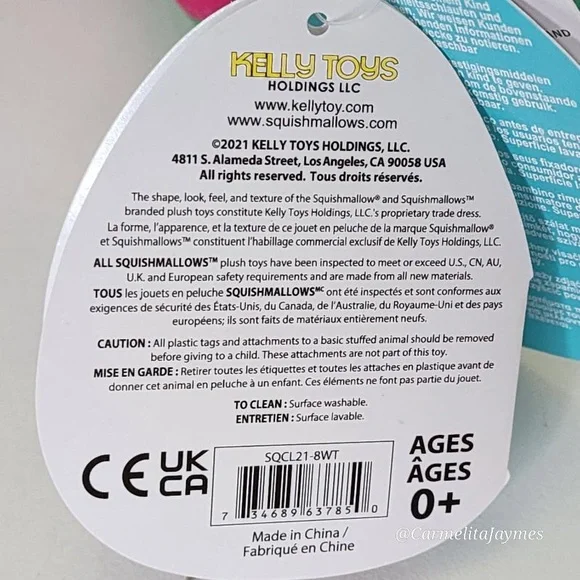 KELLY TOYS
HOLDINGS LLC
www.kellytoy.com
www.squishmallows.com
©2021 KELLY TOYS HOLDINGS, LLC.
4811 S. Alameda Street, Los Angeles, CA 90058 USA
All rights reserved. Tous droits réservés.
The shape, look, feel, and texture of the Squishmallow® and Squishmallows™
branded plush toys constitute Kelly Toys Holdings, LLC.'s proprietary trade dress.
La forme, l'apparence, et la texture de ce jouet en peluche de la marque Squishmallow®
et Squishmallows™ constituent l'habillage commercial exclusif de Kelly Toys Holdings, LLC.
ALL SQUISHMALLOWS™ plush toys have been inspected to meet or exceed U.S., CN, AU,
U.K. and European safety requirements and are made from all new materials.
TOUS les jouets en peluche SQUISHMALLOWSᴹᶜ ont été inspectés et sont conformes aux
exigences de sécurité des États-Unis, du Canada, de l'Australie, du Royaume-Uni et des pays
européens; ils sont faits de matériaux entièrement neufs.
CAUTION : All plastic tags and attachments to a basic stuffed animal should be removed
before giving to a child. These attachments are not part of this toy.
MISE EN GARDE : Retirer toutes les étiquettes et toutes les attaches en plastique avant de
donner cet animal en peluche à un enfant. Ces éléments ne font pas partie du jouet.
TO CLEAN : Surface washable.
ENTRETIEN : Surface lavable.
CE UK
CA
SQCL21-8WT
7 34689 63785 0
AGES
ÂGES
0+
Made in China /
Fabriqué en Chine
@CarmelitaJaymes